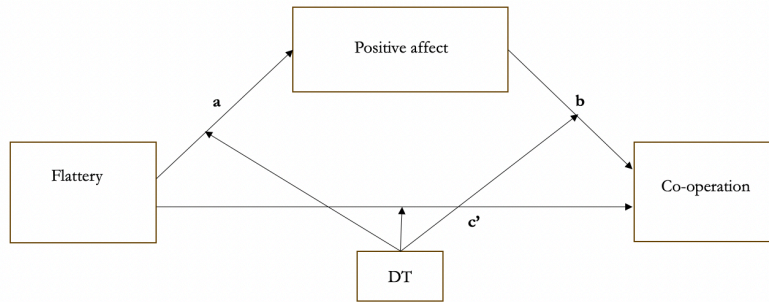 Positive affect
a
b
Flattery
Co-operation
c’
DT